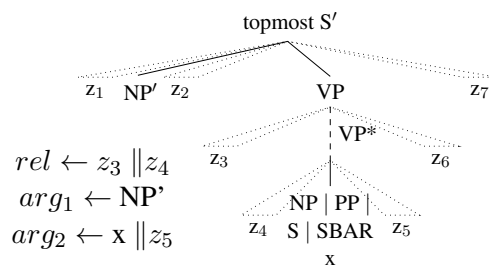 topmost S′
z₁ NP′ z₂ VP z₇
VP*
z₃ z₆
rel ← z₃ ‖z₄
NP | PP |
arg₁ ← NP’
z₄ S | SBAR z₅
arg₂ ← x ‖z₅
x